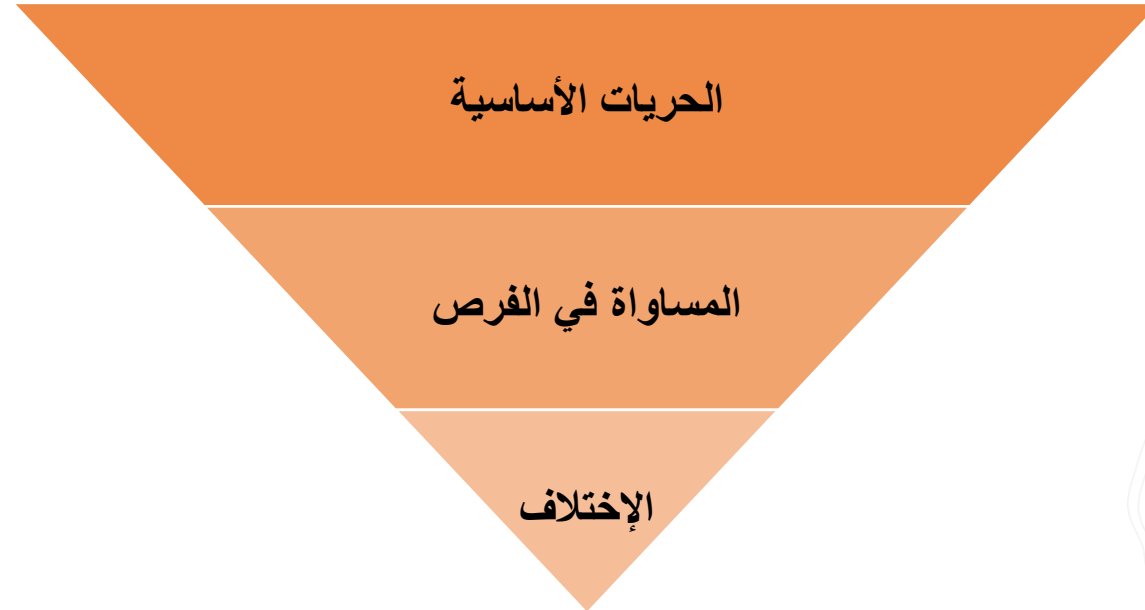 الحريات الأساسية
المساواة في الفرص
الإختلاف